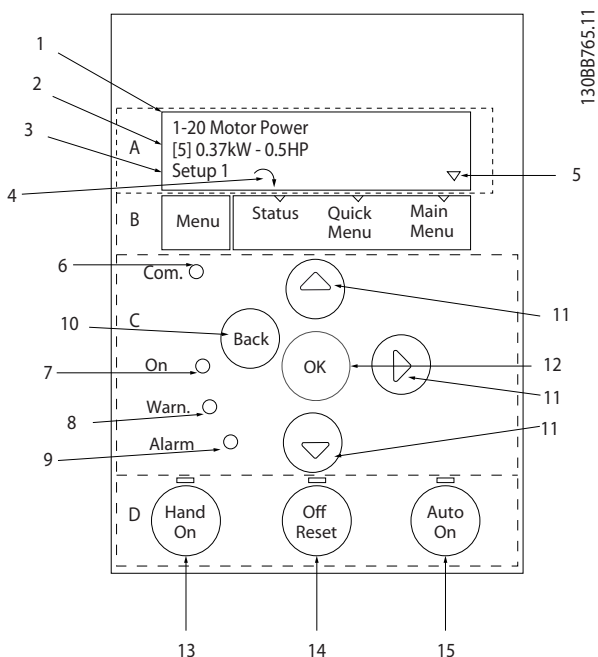 130BB765.11
1
2
3
4
5
A
1-20 Motor Power
[5] 0.37kW - 0.5HP
Setup 1
B
Menu
Status
Quick
Menu
Main
Menu
6
Com.
10
C
Back
11
OK
12
11
7
On
8
Warn.
11
9
Alarm
D
Hand
On
Off
Reset
Auto
On
13
14
15